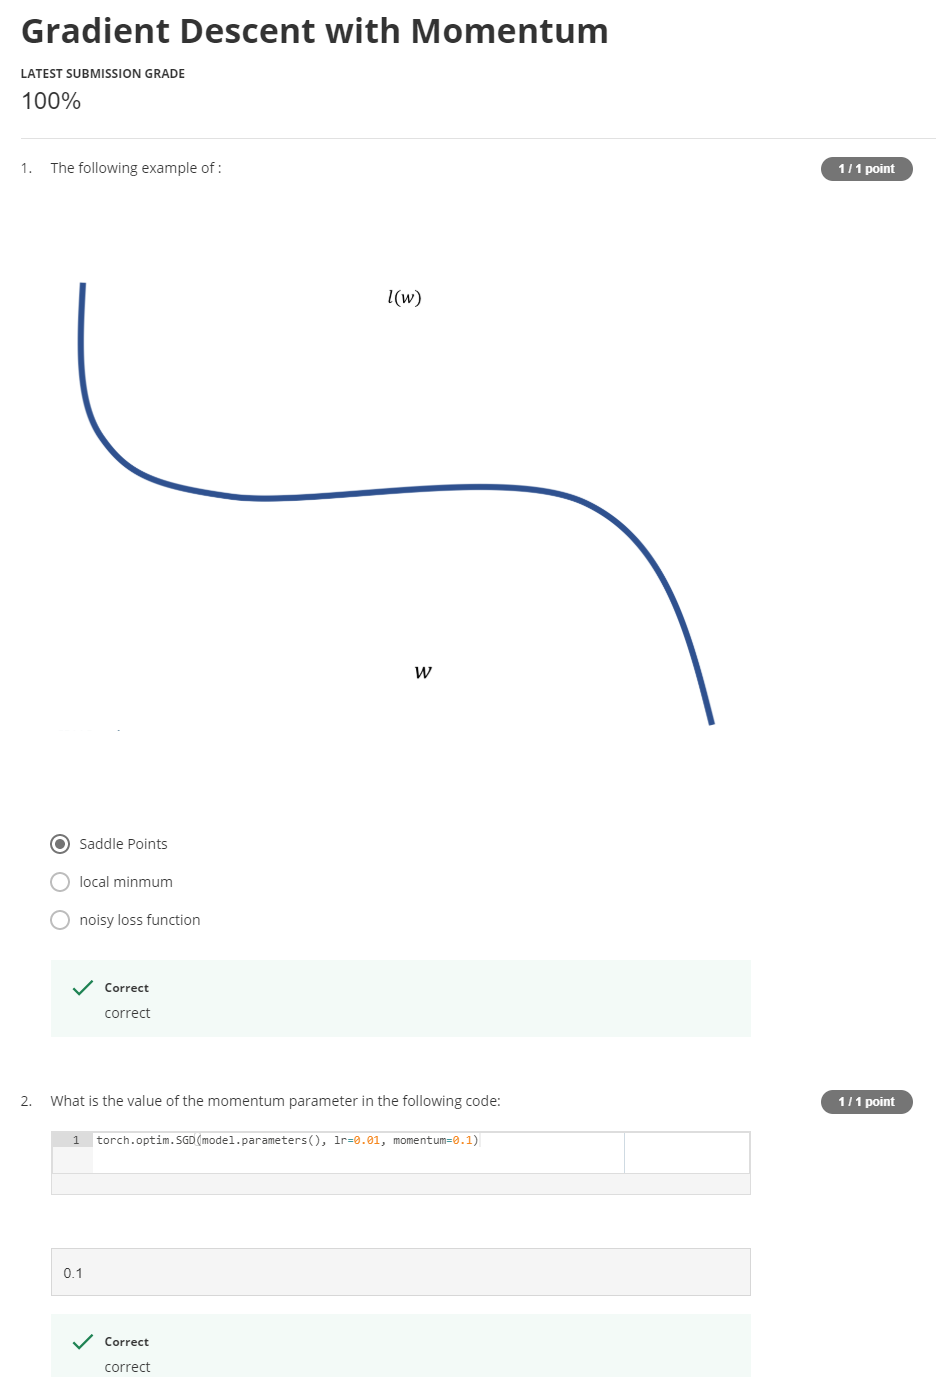 Gradient Descent with Momentum
LATEST SUBMISSION GRADE
100%
1. The following example of :
1 / 1 point
l(w)
w
Saddle Points
local minmum
noisy loss function
Correct
correct
2. What is the value of the momentum parameter in the following code:
1 / 1 point
1 torch.optim.SGD(model.parameters(), lr=0.01, momentum=0.1)
0.1
Correct
correct